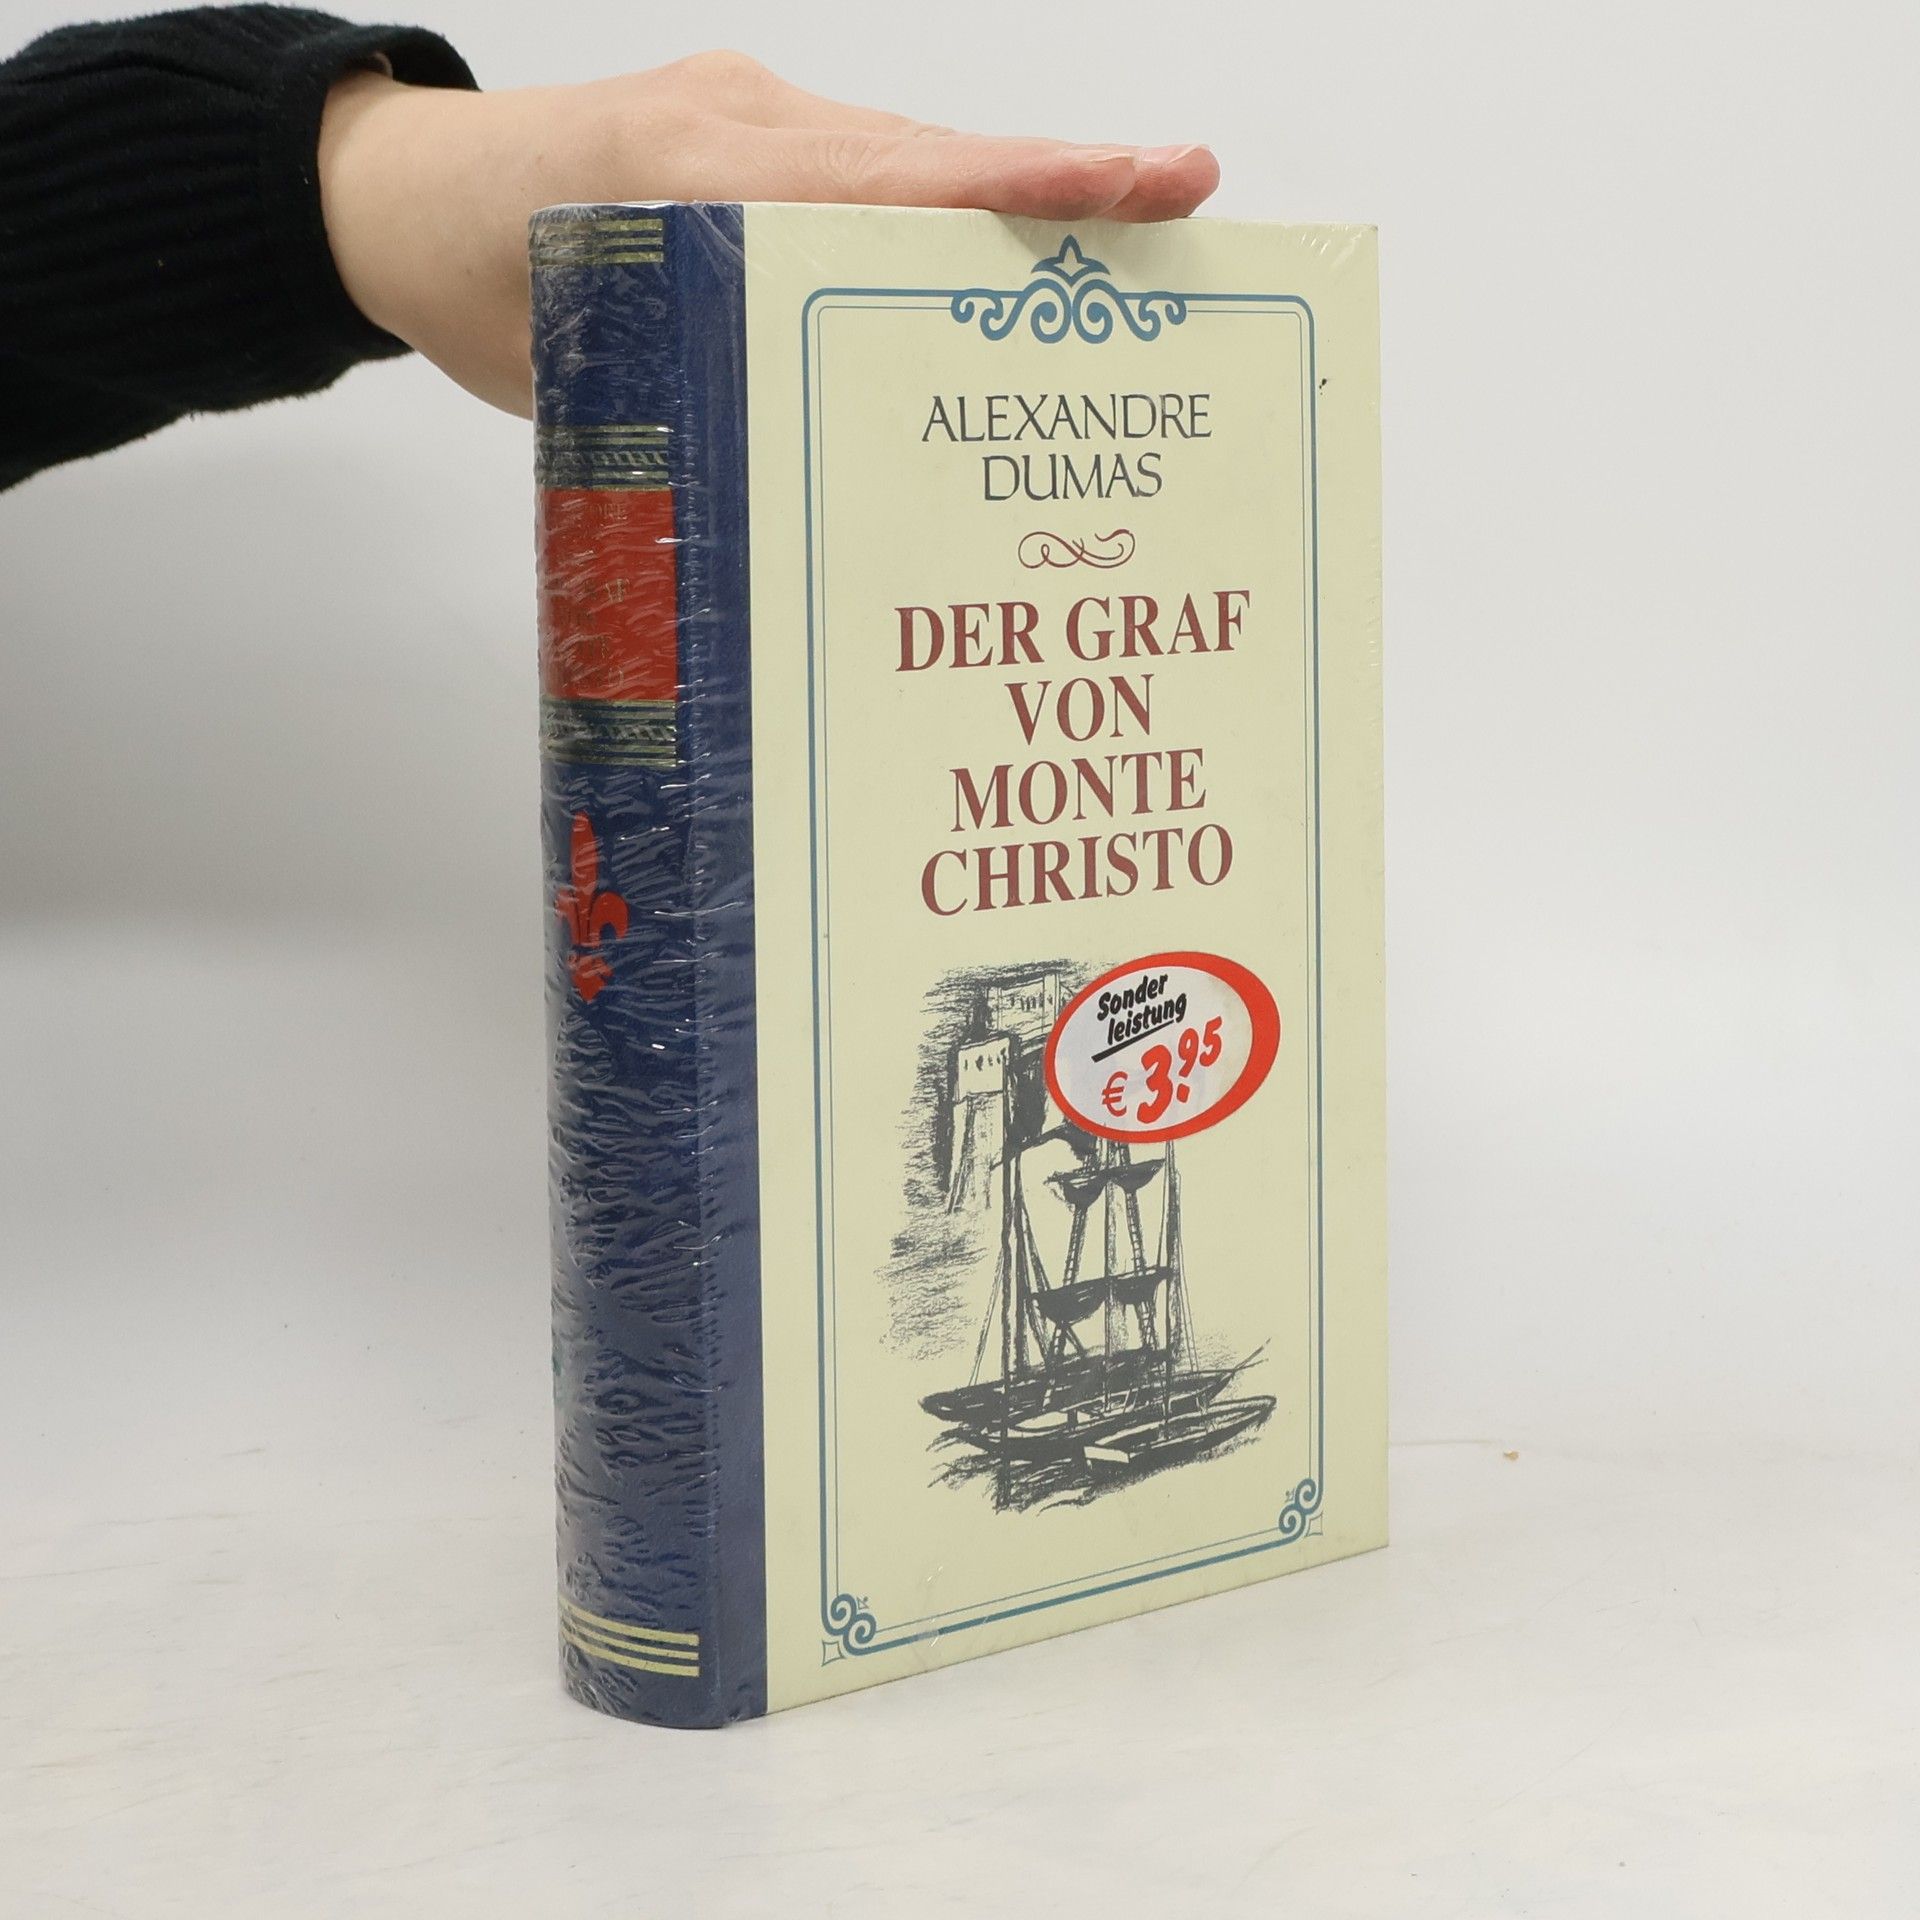 ALEXANDRE
DUMAS
DER GRAF
VON
MONTE
CHRISTO
Sonder
leistung
€ 3.95